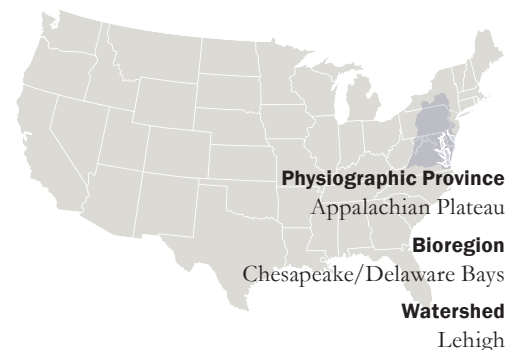 Physiographic Province
Appalachian Plateau
Bioregion
Chesapeake/Delaware Bays
Watershed
Lehigh